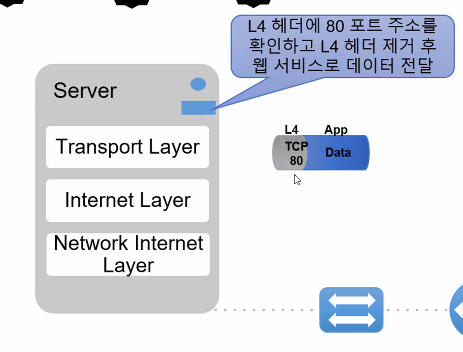 L4 헤더에 80 포트 주소를
확인하고 L4 헤더 제거 후
웹 서비스로 데이터 전달
Server
Transport Layer
Internet Layer
Network Internet
Layer
L4 App
TCP
80
Data